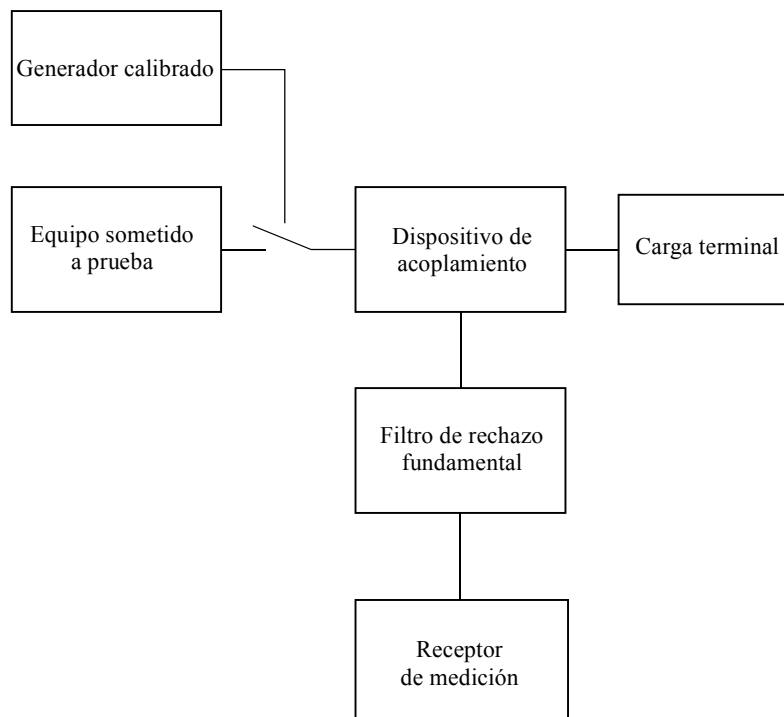 Generador calibrado
Equipo sometido
a prueba
Dispositivo de
acoplamiento
Carga terminal
Filtro de rechazo
fundamental
Receptor
de medición